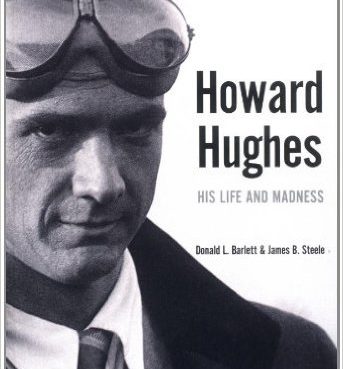 Howard
Hughes
HIS LIFE AND MADNESS
Donald L. Barlett & James B. Steele